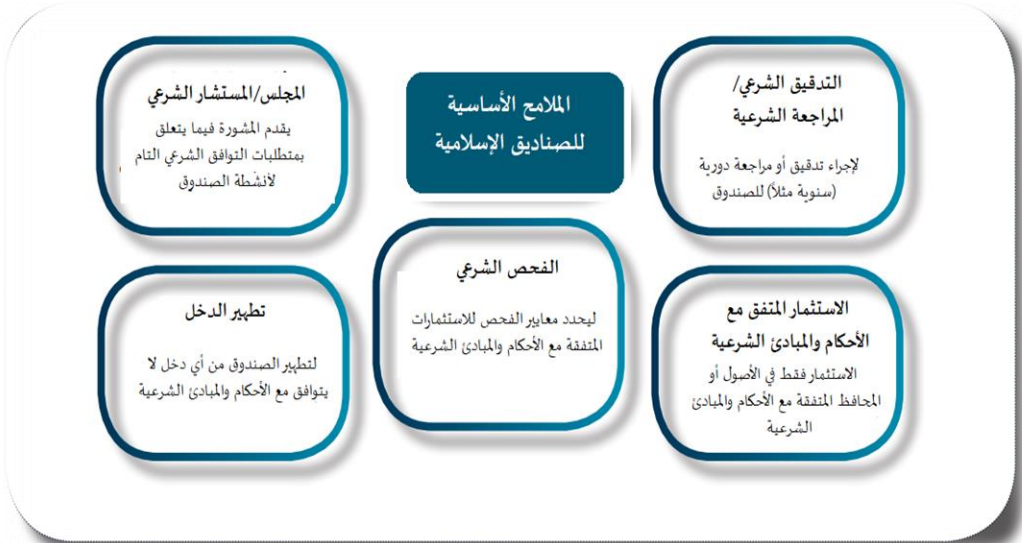 الملامح الأساسية
للصناديق الإسلامية
التدقيق الشرعي/
المراجعة الشرعية
لإجراء تدقيق أو مراجعة دورية
(سنوية مثلاً) للصندوق
المجلس/المستشار الشرعي
يقدم المشورة فيما يتعلق
بمتطلبات التوافق الشرعي التام
لأنشطة الصندوق
الفحص الشرعي
ليحدد معايير الفحص للاستثمارات
المتفقة مع الأحكام والمبادئ الشرعية
الاستثمار المتفق مع
الأحكام والمبادئ الشرعية
الاستثمار فقط في الأصول أو
المحافظ المتفقة مع الأحكام والمبادئ
الشرعية
تطهير الدخل
لتطهير الصندوق من أي دخل لا
يتوافق مع الأحكام والمبادئ الشرعية